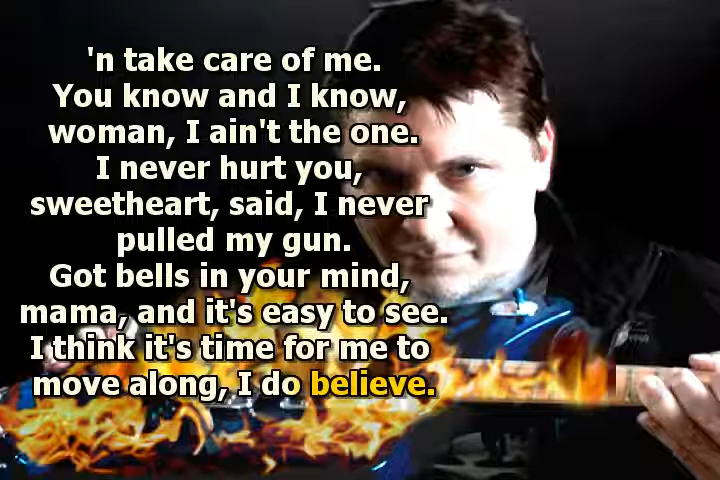 'n take care of me.
You know and I know,
woman, I ain't the one.
I never hurt you,
sweetheart, said, I never
pulled my gun.
Got bells in your mind,
mama, and it's easy to see.
I think it's time for me to
move along, I do believe.